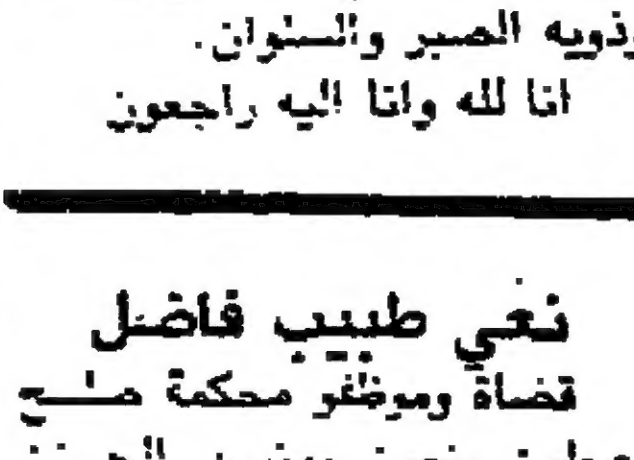 وذويه الصبر والسلوان.
انا لله وانا اليه راجعون
نعي طبيب فاضل
قضاة وموظفو محكمة صلح